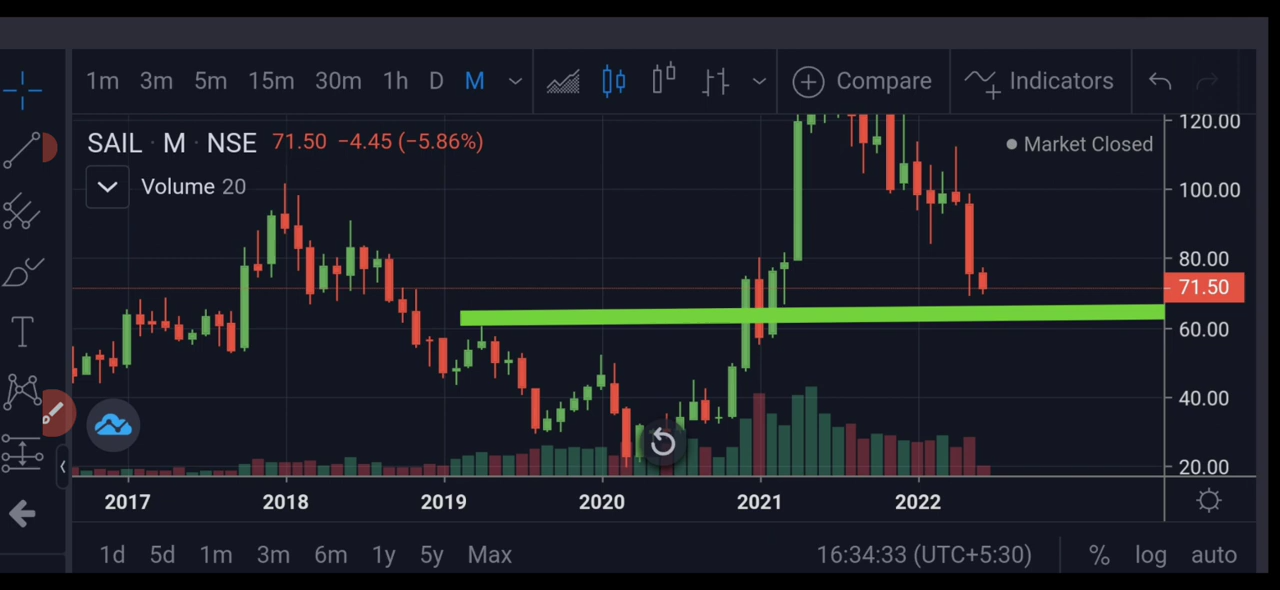 1m 3m 5m 15m 30m 1h D M Compare Indicators
SAIL · M · NSE 71.50 −4.45 (−5.86%)
Market Closed
Volume 20
T
120.00
100.00
80.00
71.50
60.00
40.00
20.00
2017 2018 2019 2020 2021 2022
1d 5d 1m 3m 6m 1y 5y Max 16:34:33 (UTC+5:30) % log auto